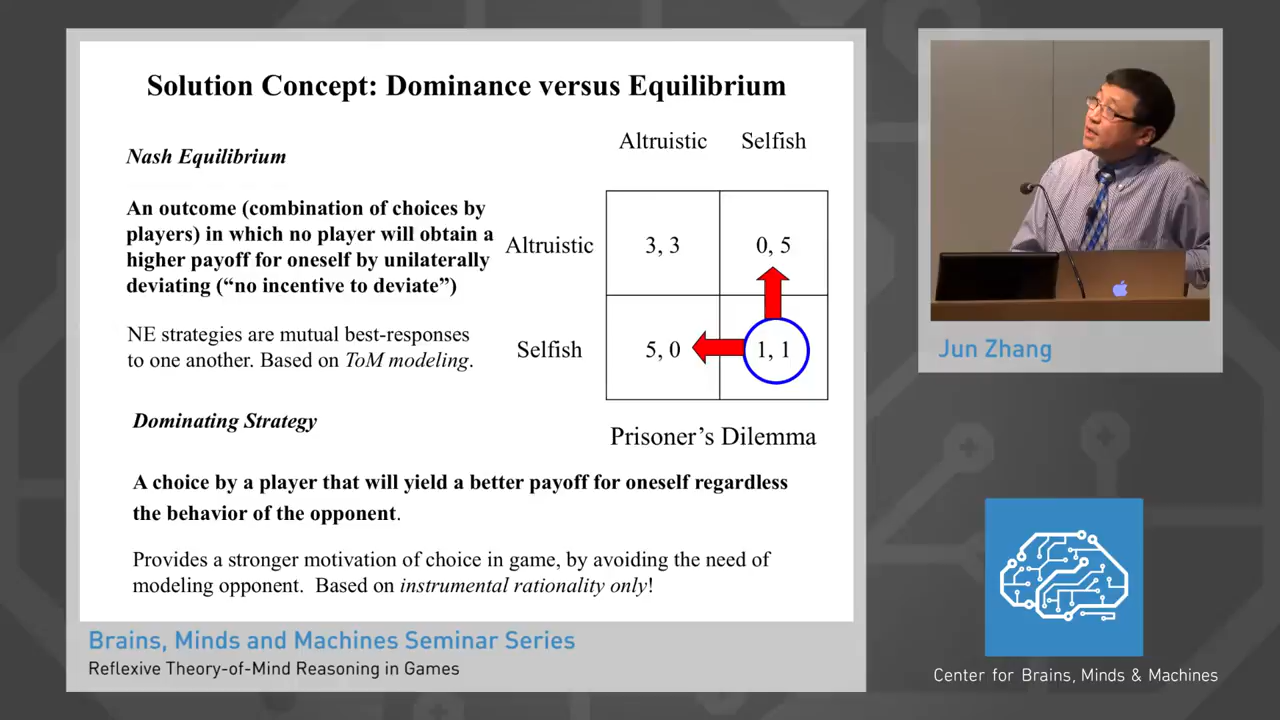 Solution Concept: Dominance versus Equilibrium
Altruistic Selfish
Nash Equilibrium
An outcome (combination of choices by
players) in which no player will obtain a
higher payoff for oneself by unilaterally
deviating (“no incentive to deviate”)
Altruistic 3, 3 0, 5
NE strategies are mutual best-responses
to one another. Based on ToM modeling.
Selfish 5, 0 1, 1
Dominating Strategy
Prisoner’s Dilemma
A choice by a player that will yield a better payoff for oneself regardless
the behavior of the opponent.
Provides a stronger motivation of choice in game, by avoiding the need of
modeling opponent. Based on instrumental rationality only!
Jun Zhang
Brains, Minds and Machines Seminar Series
Reflexive Theory-of-Mind Reasoning in Games
Center for Brains, Minds & Machines